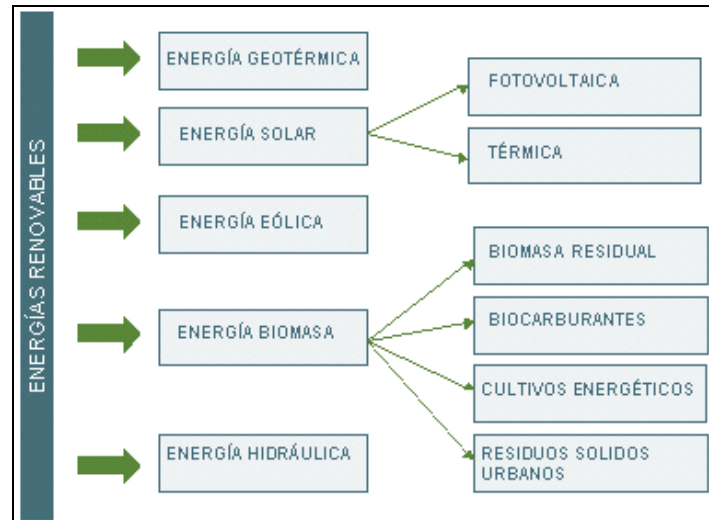 ENERGÍAS RENOVABLES
ENERGÍA GEOTÉRMICA
ENERGÍA SOLAR
FOTOVOLTAICA
TÉRMICA
ENERGÍA EÓLICA
ENERGÍA BIOMASA
BIOMASA RESIDUAL
BIOCARBURANTES
CULTIVOS ENERGÉTICOS
RESIDUOS SOLIDOS
URBANOS
ENERGÍA HIDRÁULICA